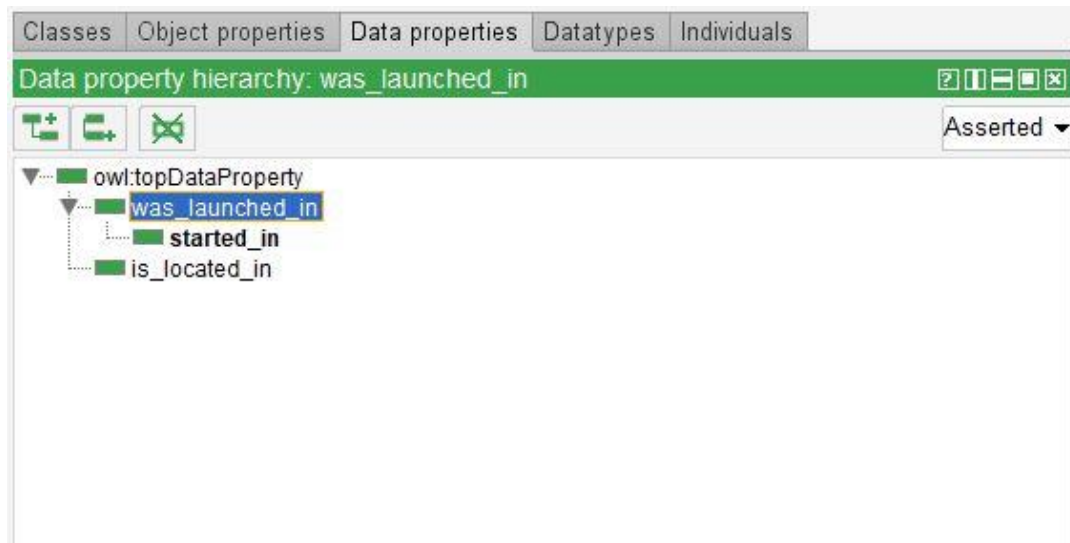 Classes Object properties Data properties Datatypes Individuals
Data property hierarchy: was_launched_in
Asserted
owl:topDataProperty
was_launched_in
started_in
is_located_in